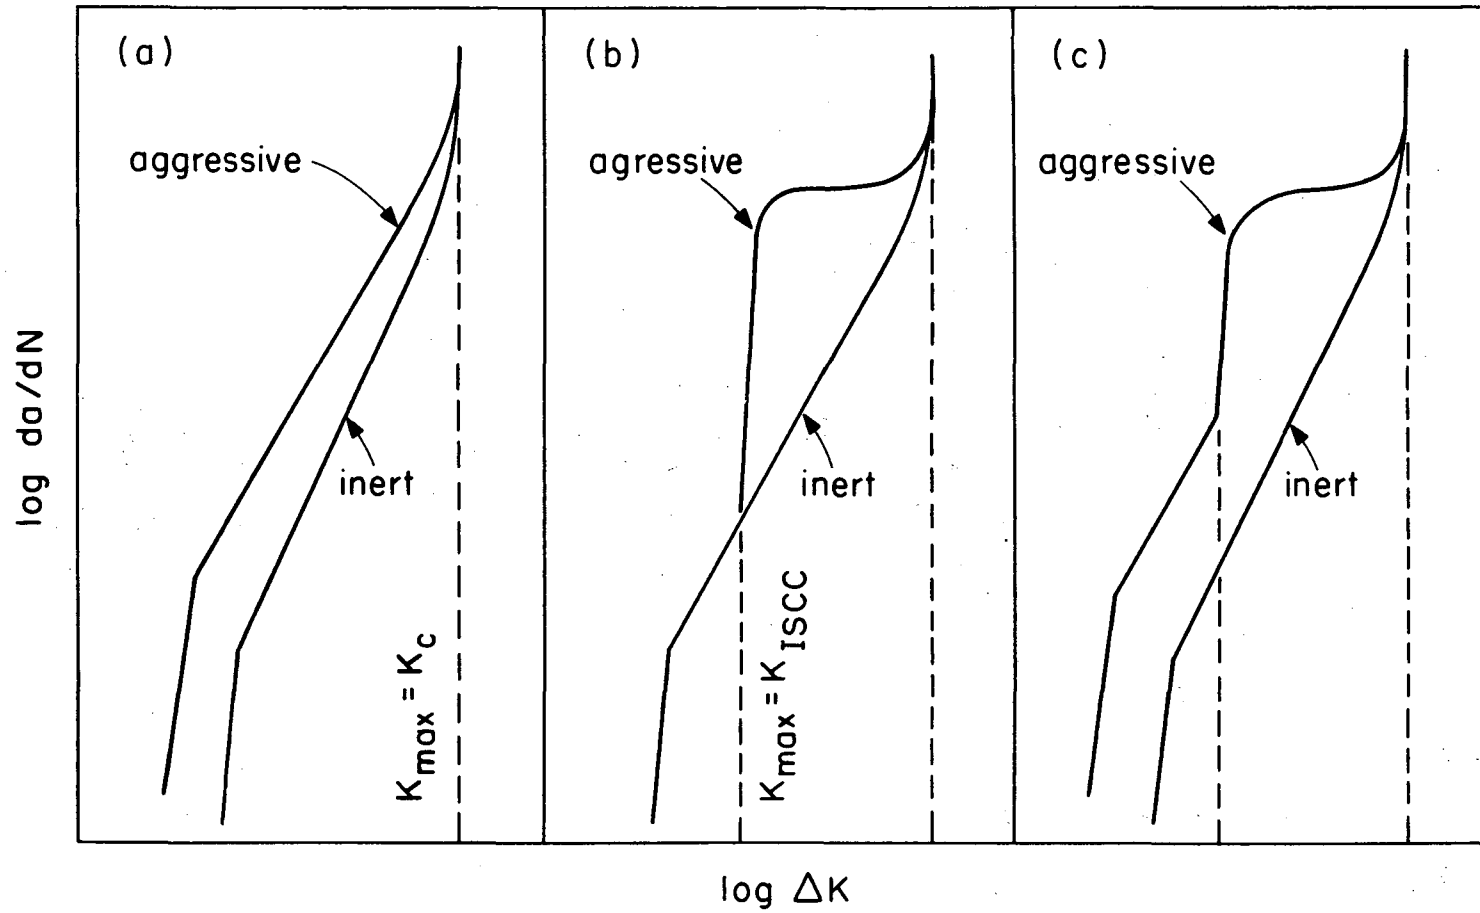 (a)
aggressive
inert
K_max = K_C
(b)
agressive
inert
K_max = K_ISCC
(c)
aggressive
inert
log da/dN
log ΔK